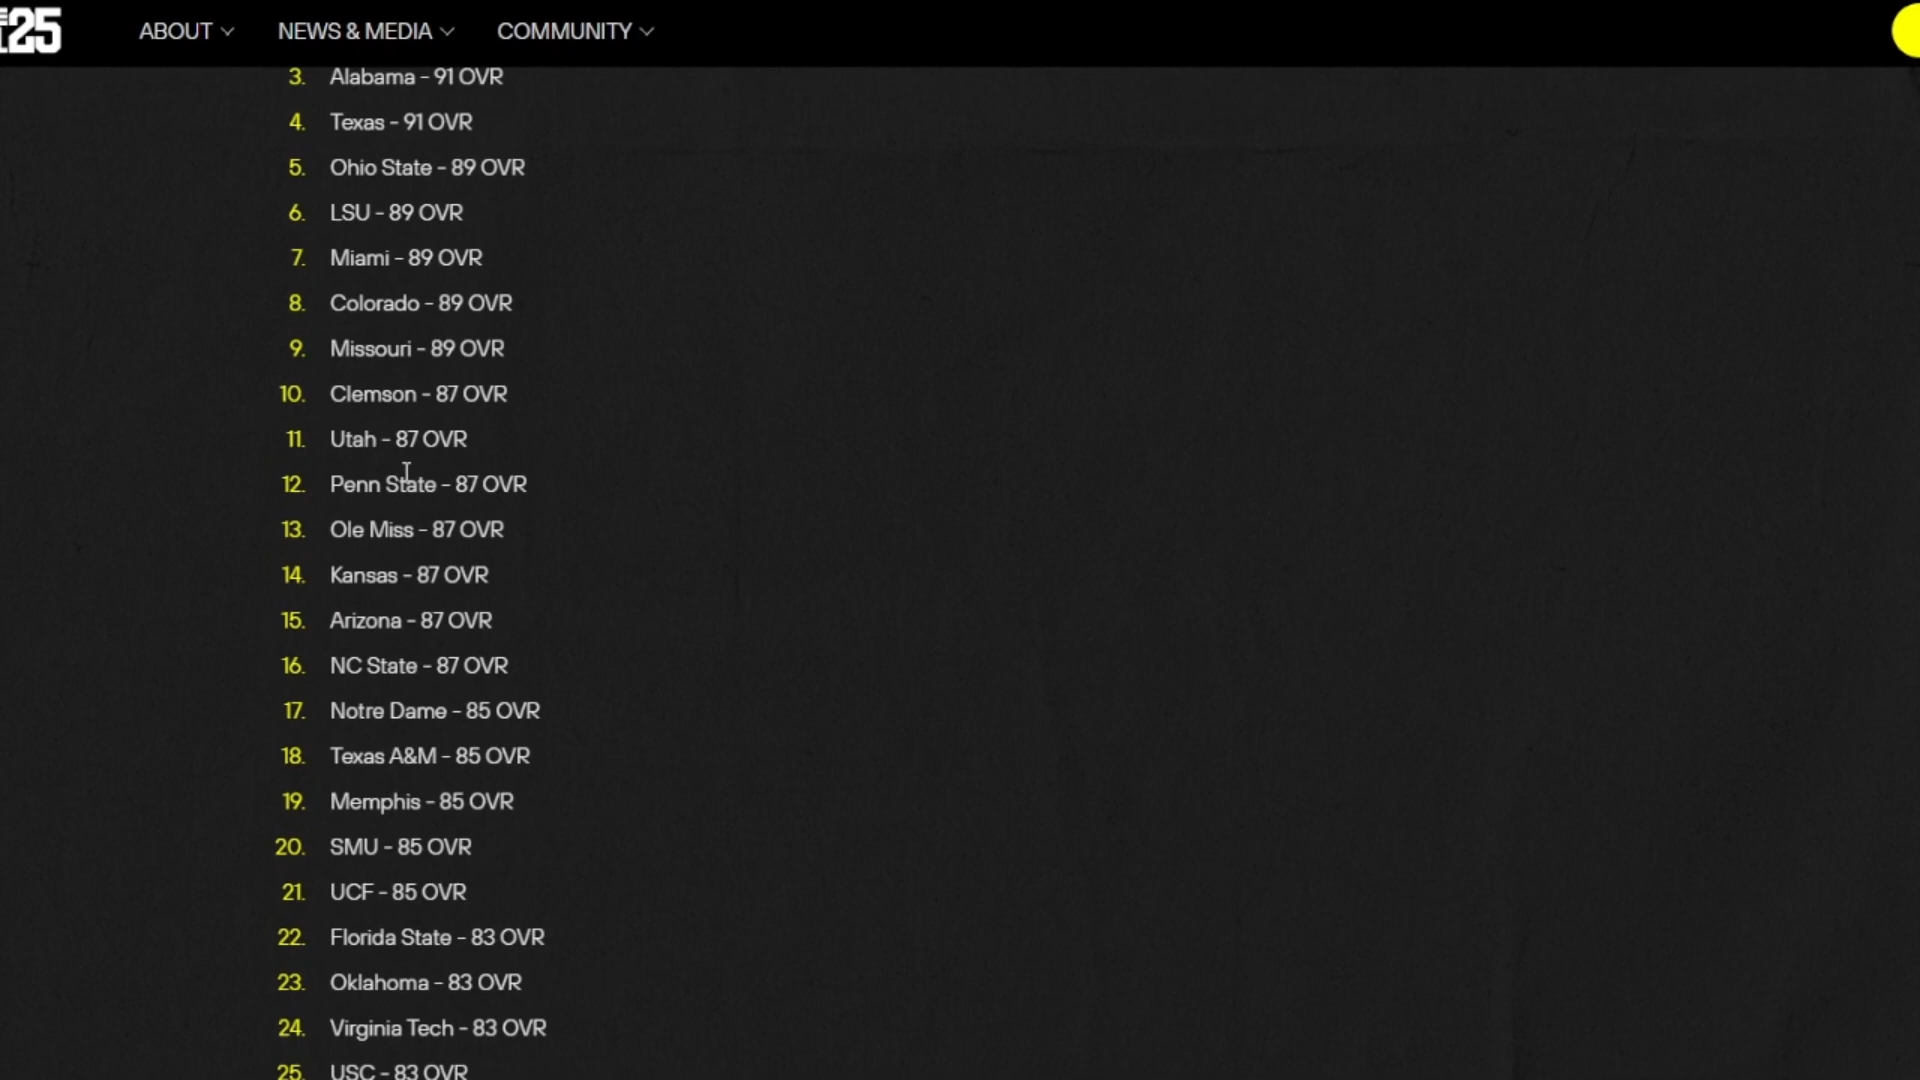 25 ABOUT NEWS & MEDIA COMMUNITY
3. Alabama - 91 OVR
4. Texas - 91 OVR
5. Ohio State - 89 OVR
6. LSU - 89 OVR
7. Miami - 89 OVR
8. Colorado - 89 OVR
9. Missouri - 89 OVR
10. Clemson - 87 OVR
11. Utah - 87 OVR
12. Penn State - 87 OVR
13. Ole Miss - 87 OVR
14. Kansas - 87 OVR
15. Arizona - 87 OVR
16. NC State - 87 OVR
17. Notre Dame - 85 OVR
18. Texas A&M - 85 OVR
19. Memphis - 85 OVR
20. SMU - 85 OVR
21. UCF - 85 OVR
22. Florida State - 83 OVR
23. Oklahoma - 83 OVR
24. Virginia Tech - 83 OVR
25. USC - 83 OVR